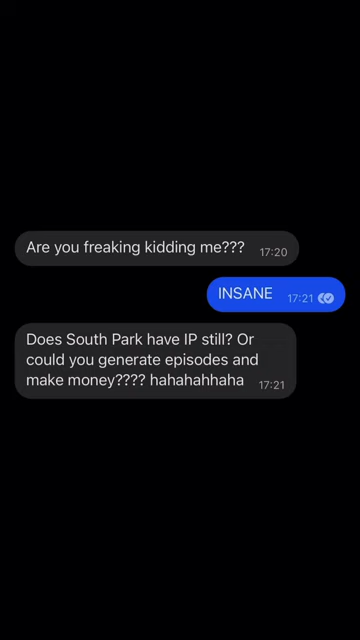 Are you freaking kidding me???
17:20
INSANE
17:21
Does South Park have IP still? Or
could you generate episodes and
make money???? hahahahhaha
17:21